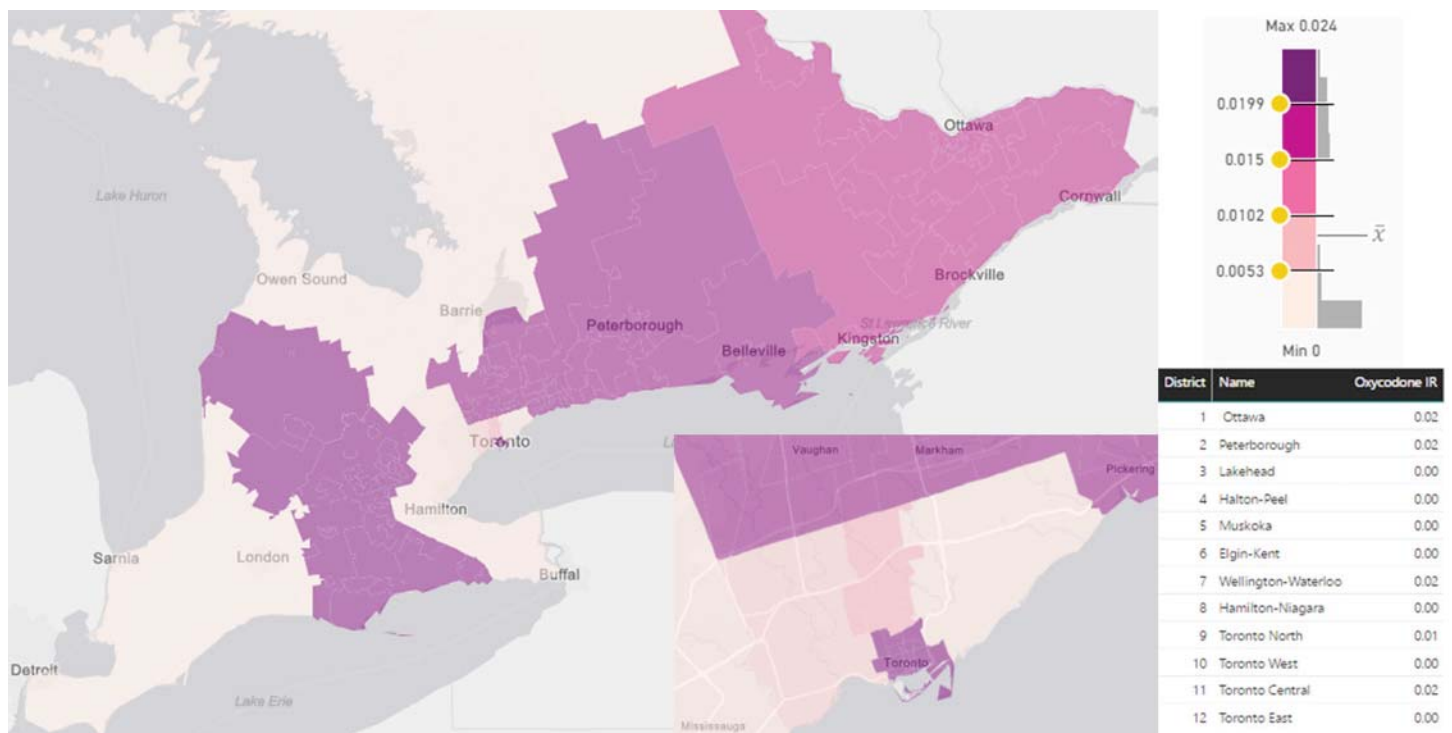 Lake Huron
Ottawa
Cornwall
Owen Sound
Brockville
Barrie
Peterborough
St Lawrence River
Kingston
Belleville
Toronto
Hamilton
Sarnia
London
Buffal
Detroit
Lake Erie
Vaughan
Markham
Pickering
Toronto
Mississauga
Max 0.024
0.0199
0.015
0.0102
x̄
0.0053
Min 0
District Name Oxycodone IR
1 Ottawa 0.02
2 Peterborough 0.02
3 Lakehead 0.00
4 Halton-Peel 0.00
5 Muskoka 0.00
6 Elgin-Kent 0.00
7 Wellington-Waterloo 0.02
8 Hamilton-Niagara 0.00
9 Toronto North 0.01
10 Toronto West 0.00
11 Toronto Central 0.02
12 Toronto East 0.00